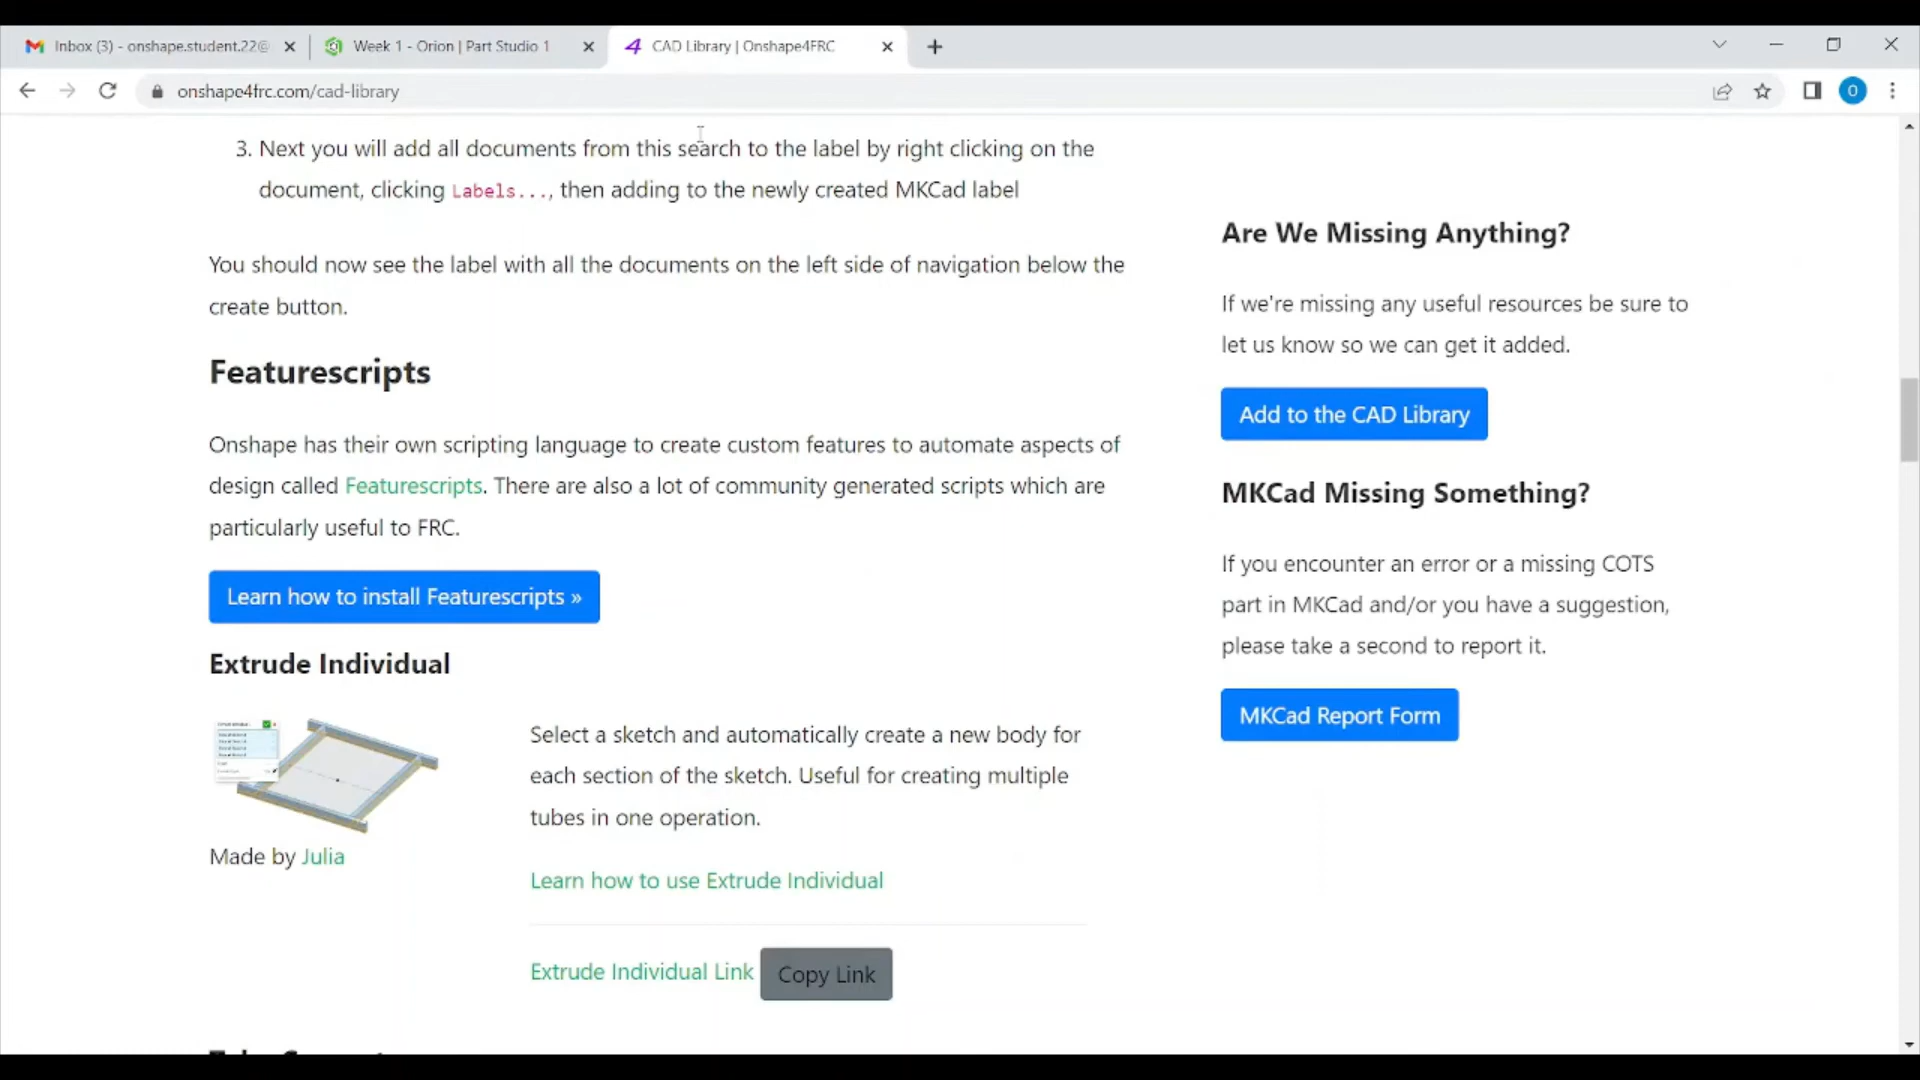 Inbox (3) - onshape.student.22@
Week 1 - Orion | Part Studio 1
CAD Library | Onshape4FRC
onshape4frc.com/cad-library
O
3. Next you will add all documents from this search to the label by right clicking on the
document, clicking Labels..., then adding to the newly created MKCad label
You should now see the label with all the documents on the left side of navigation below the
create button.
Featurescripts
Onshape has their own scripting language to create custom features to automate aspects of
design called Featurescripts. There are also a lot of community generated scripts which are
particularly useful to FRC.
Learn how to install Featurescripts »
Extrude Individual
Select a sketch and automatically create a new body for
each section of the sketch. Useful for creating multiple
tubes in one operation.
Made by Julia
Learn how to use Extrude Individual
Extrude Individual Link
Copy Link
Are We Missing Anything?
If we're missing any useful resources be sure to
let us know so we can get it added.
Add to the CAD Library
MKCad Missing Something?
If you encounter an error or a missing COTS
part in MKCad and/or you have a suggestion,
please take a second to report it.
MKCad Report Form